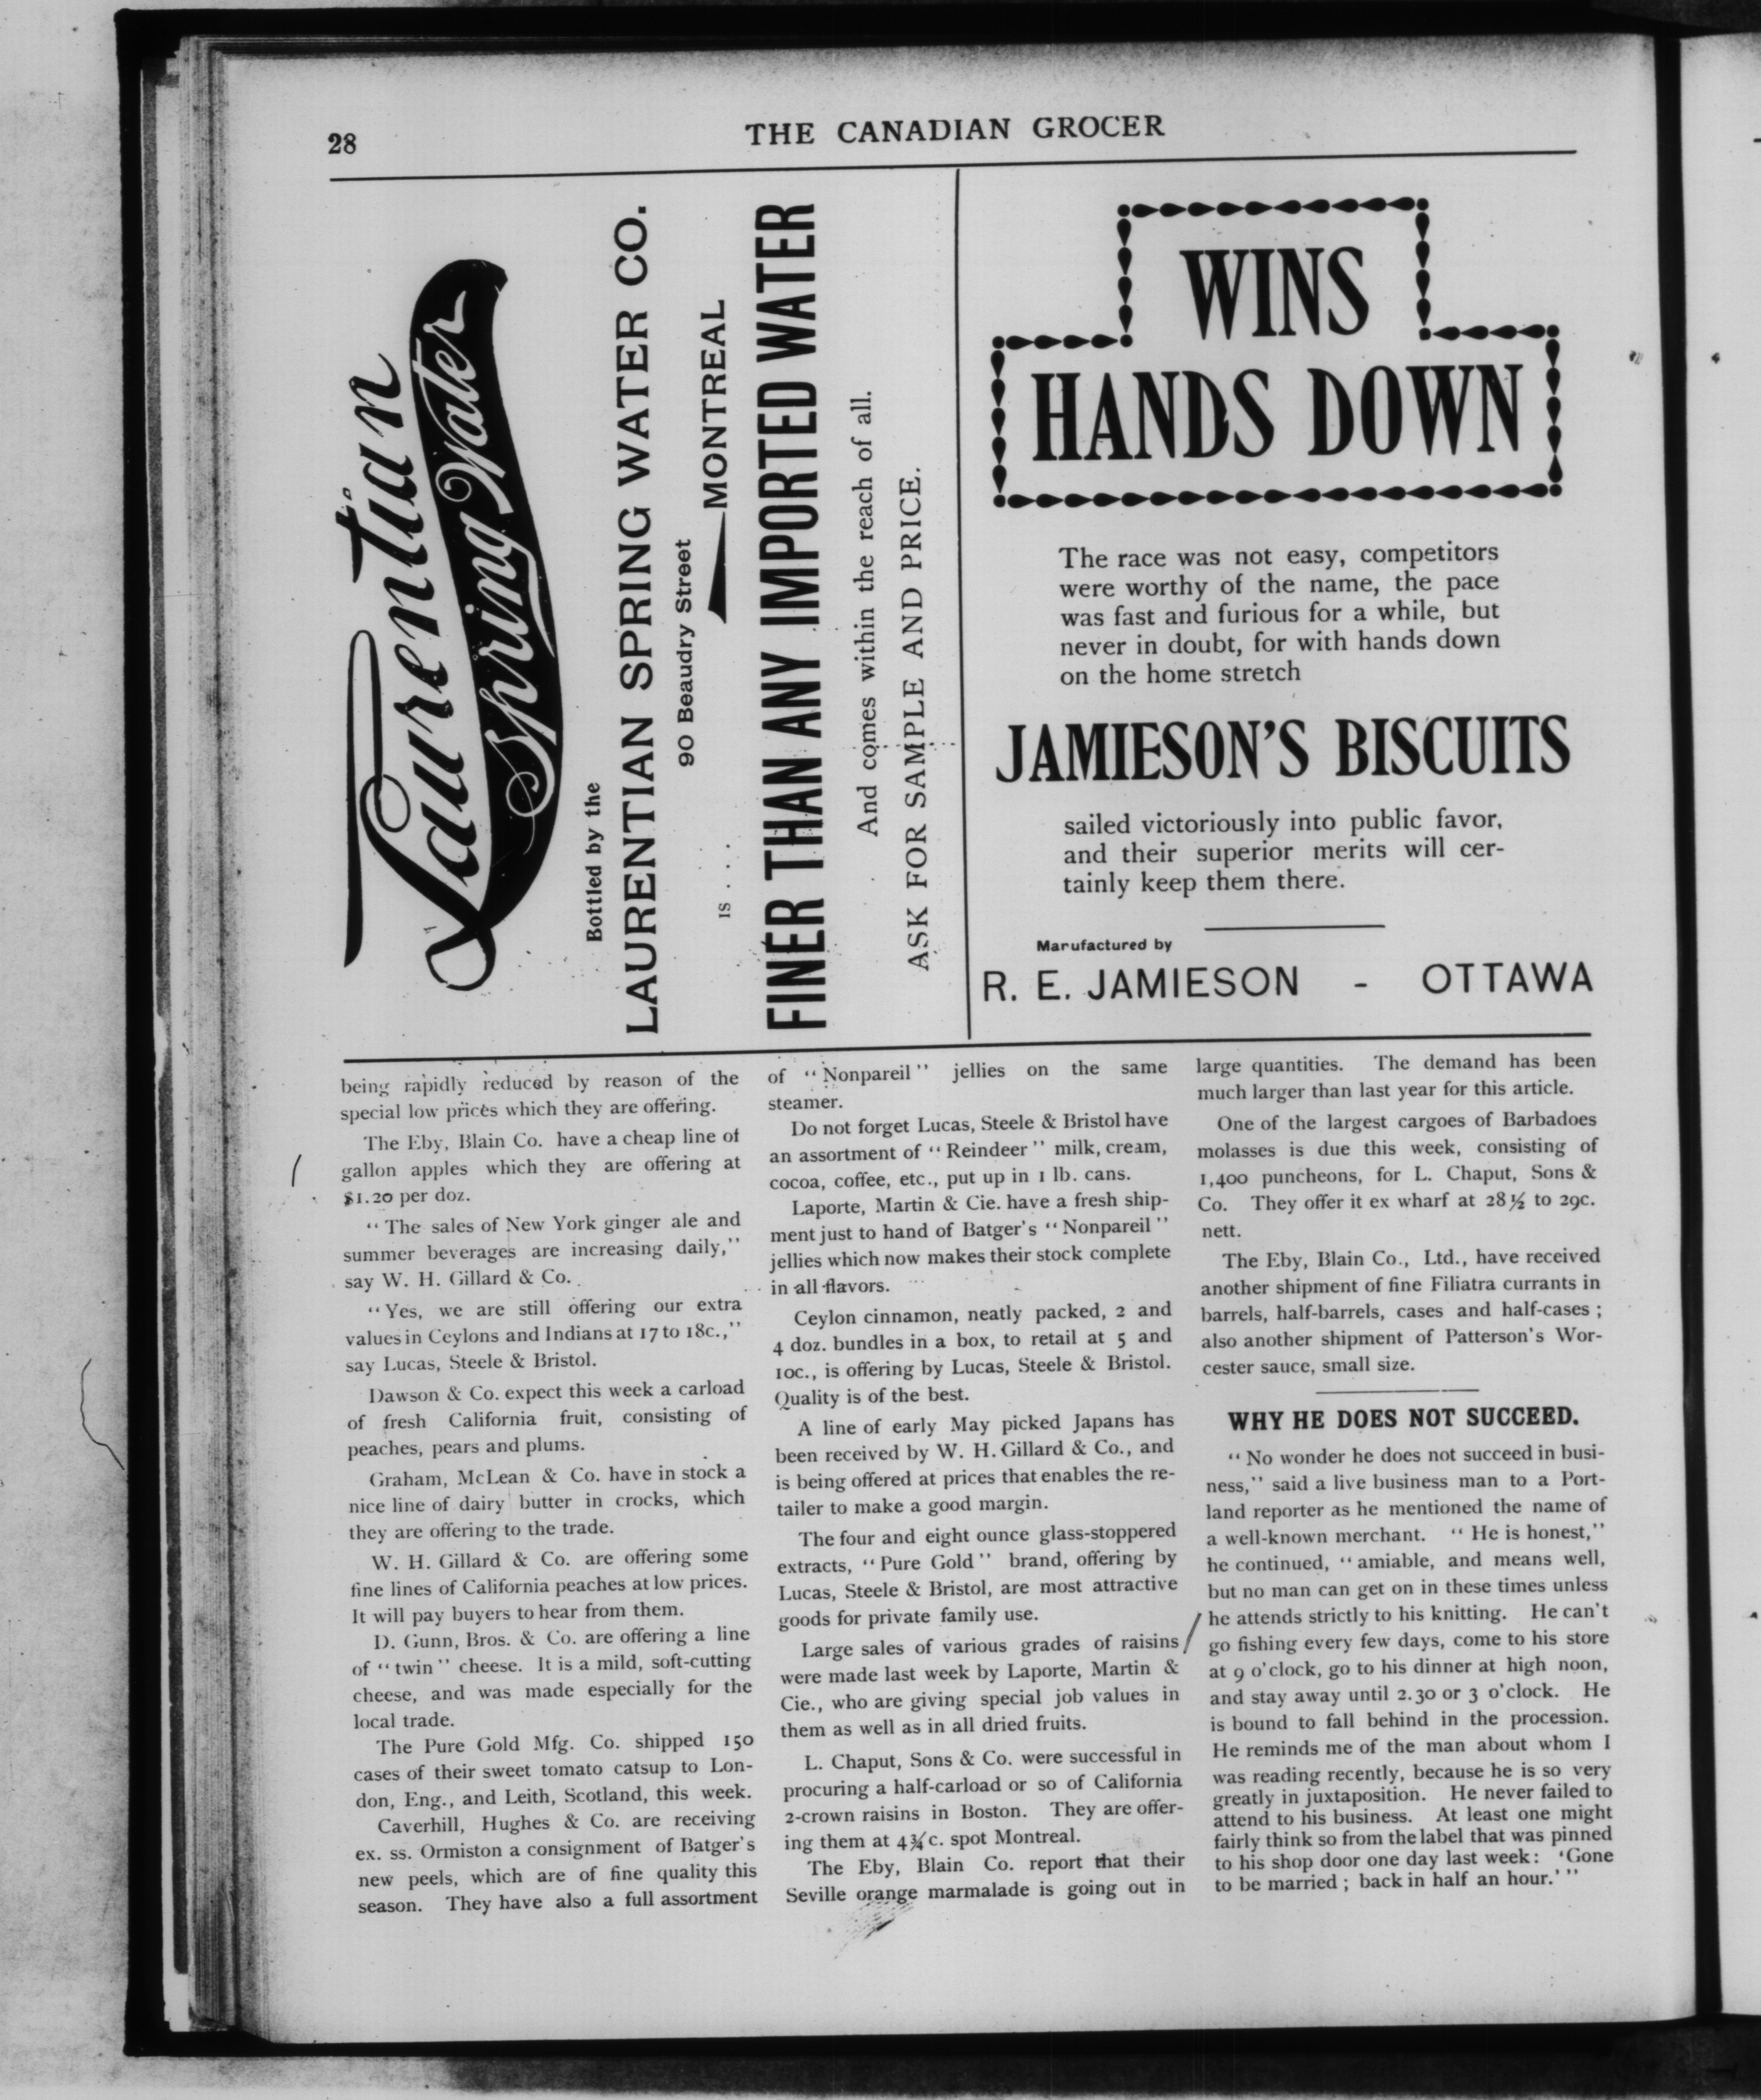 28
THE CANADIAN GROCER
Laurentian
Spring Water
Bottled by the
LAURENTIAN SPRING WATER CO.
90 Beaudry Street
MONTREAL
IS . . . .
FINER THAN ANY IMPORTED WATER
And comes within the reach of all.
ASK FOR SAMPLE AND PRICE.
WINS
HANDS DOWN
The race was not easy, competitors
were worthy of the name, the pace
was fast and furious for a while, but
never in doubt, for with hands down
on the home stretch
JAMIESON'S BISCUITS
sailed victoriously into public favor,
and their superior merits will cer-
tainly keep them there.
Manufactured by
R. E. JAMIESON - OTTAWA
being rapidly reduced by reason of the
special low prices which they are offering.
The Eby, Blain Co. have a cheap line of
gallon apples which they are offering at
$1.20 per doz.
"The sales of New York ginger ale and
summer beverages are increasing daily,"
say W. H. Gillard & Co.
"Yes, we are still offering our extra
values in Ceylons and Indians at 17 to 18c.,"
say Lucas, Steele & Bristol.
Dawson & Co. expect this week a carload
of fresh California fruit, consisting of
peaches, pears and plums.
Graham, McLean & Co. have in stock a
nice line of dairy butter in crocks, which
they are offering to the trade.
W. H. Gillard & Co. are offering some
fine lines of California peaches at low prices.
It will pay buyers to hear from them.
D. Gunn, Bros. & Co. are offering a line
of "twin" cheese. It is a mild, soft-cutting
cheese, and was made especially for the
local trade.
The Pure Gold Mfg. Co. shipped 150
cases of their sweet tomato catsup to Lon-
don, Eng., and Leith, Scotland, this week.
Caverhill, Hughes & Co. are receiving
ex. ss. Ormiston a consignment of Batger's
new peels, which are of fine quality this
season. They have also a full assortment
of "Nonpareil" jellies on the same
steamer.
Do not forget Lucas, Steele & Bristol have
an assortment of "Reindeer" milk, cream,
cocoa, coffee, etc., put up in 1 lb. cans.
Laporte, Martin & Cie. have a fresh ship-
ment just to hand of Batger's "Nonpareil"
jellies which now makes their stock complete
in all flavors.
Ceylon cinnamon, neatly packed, 2 and
4 doz. bundles in a box, to retail at 5 and
10c., is offering by Lucas, Steele & Bristol.
Quality is of the best.
A line of early May picked Japans has
been received by W. H. Gillard & Co., and
is being offered at prices that enables the re-
tailer to make a good margin.
The four and eight ounce glass-stoppered
extracts, "Pure Gold" brand, offering by
Lucas, Steele & Bristol, are most attractive
goods for private family use.
Large sales of various grades of raisins
were made last week by Laporte, Martin &
Cie., who are giving special job values in
them as well as in all dried fruits.
L. Chaput, Sons & Co. were successful in
procuring a half-carload or so of California
2-crown raisins in Boston. They are offer-
ing them at 4¾c. spot Montreal.
The Eby, Blain Co. report that their
Seville orange marmalade is going out in
large quantities. The demand has been
much larger than last year for this article.
One of the largest cargoes of Barbadoes
molasses is due this week, consisting of
1,400 puncheons, for L. Chaput, Sons &
Co. They offer it ex wharf at 28½ to 29c.
nett.
The Eby, Blain Co., Ltd., have received
another shipment of fine Filiatra currants in
barrels, half-barrels, cases and half-cases ;
also another shipment of Patterson's Wor-
cester sauce, small size.
WHY HE DOES NOT SUCCEED.
"No wonder he does not succeed in busi-
ness," said a live business man to a Port-
land reporter as he mentioned the name of
a well-known merchant. "He is honest,"
he continued, "amiable, and means well,
but no man can get on in these times unless
he attends strictly to his knitting. He can't
go fishing every few days, come to his store
at 9 o'clock, go to his dinner at high noon,
and stay away until 2.30 or 3 o'clock. He
is bound to fall behind in the procession.
He reminds me of the man about whom I
was reading recently, because he is so very
greatly in juxtaposition. He never failed to
attend to his business. At least one might
fairly think so from the label that was pinned
to his shop door one day last week: 'Gone
to be married ; back in half an hour.'"